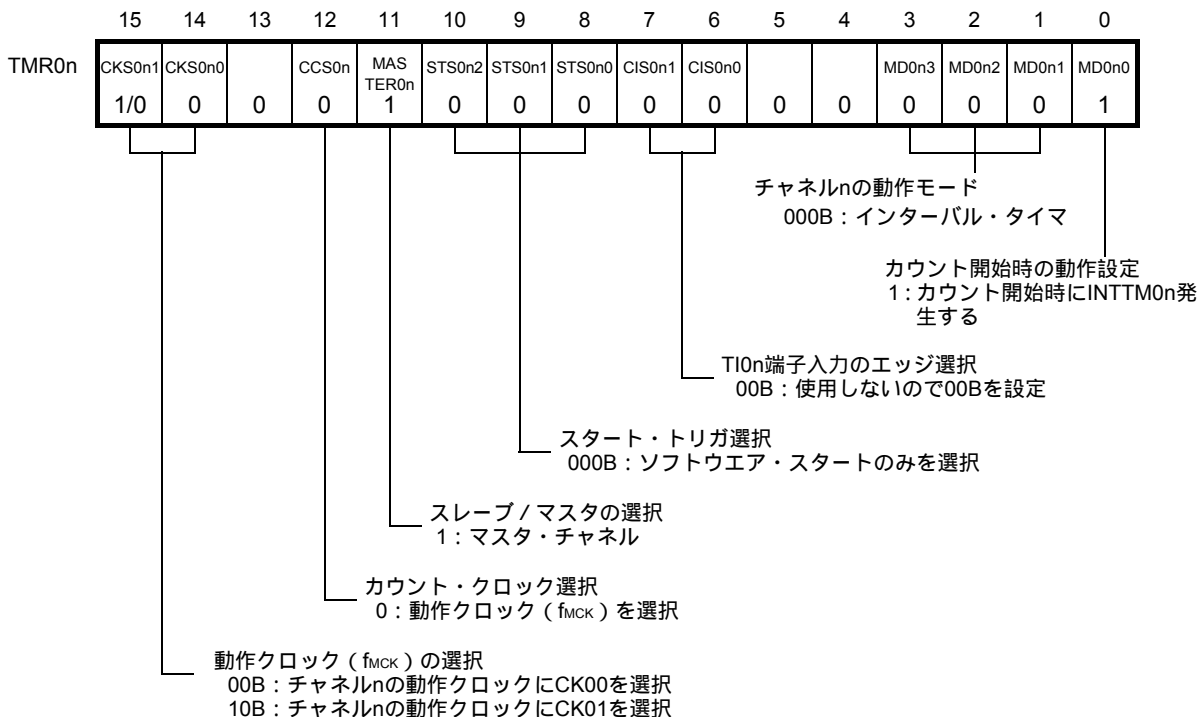 15 14 13 12 11 10 9 8 7 6 5 4 3 2 1 0
TMR0n CKS0n1 CKS0n0 CCS0n MAS TER0n STS0n2 STS0n1 STS0n0 CIS0n1 CIS0n0 MD0n3 MD0n2 MD0n1 MD0n0
1/0 0 0 0 1 0 0 0 0 0 0 0 0 0 0 1
チャネルnの動作モード
000B：インターバル・タイマ
カウント開始時の動作設定
1：カウント開始時にINTTM0n発
生する
TI0n端子入力のエッジ選択
00B：使用しないので00Bを設定
スタート・トリガ選択
000B：ソフトウエア・スタートのみを選択
スレーブ／マスタの選択
1：マスタ・チャネル
カウント・クロック選択
0：動作クロック（fMCK）を選択
動作クロック（fMCK）の選択
00B：チャネルnの動作クロックにCK00を選択
10B：チャネルnの動作クロックにCK01を選択